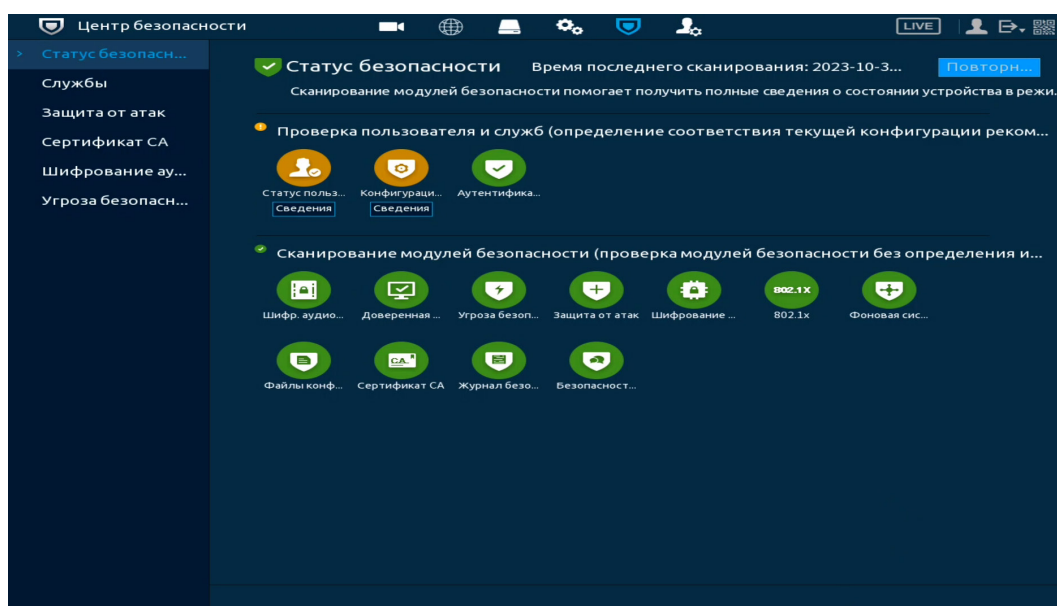 Центр безопасности
LIVE
Статус безопасн...
Службы
Защита от атак
Сертификат CA
Шифрование ау...
Угроза безопасн...
Статус безопасности
Время последнего сканирования: 2023-10-3...
Повторн...
Сканирование модулей безопасности помогает получить полные сведения о состоянии устройства в режи.
Проверка пользователя и служб (определение соответствия текущей конфигурации реком...
Статус польз... Конфигураци... Аутентифика...
Сведения Сведения
Сканирование модулей безопасности (проверка модулей безопасности без определения и...
CA
802.1X
Шифр. аудио... Доверенная ... Угроза безоп... Защита от атак Шифрование ... 802.1x Фоновая сис...
Файлы конф... Сертификат CA Журнал безо... Безопасност...